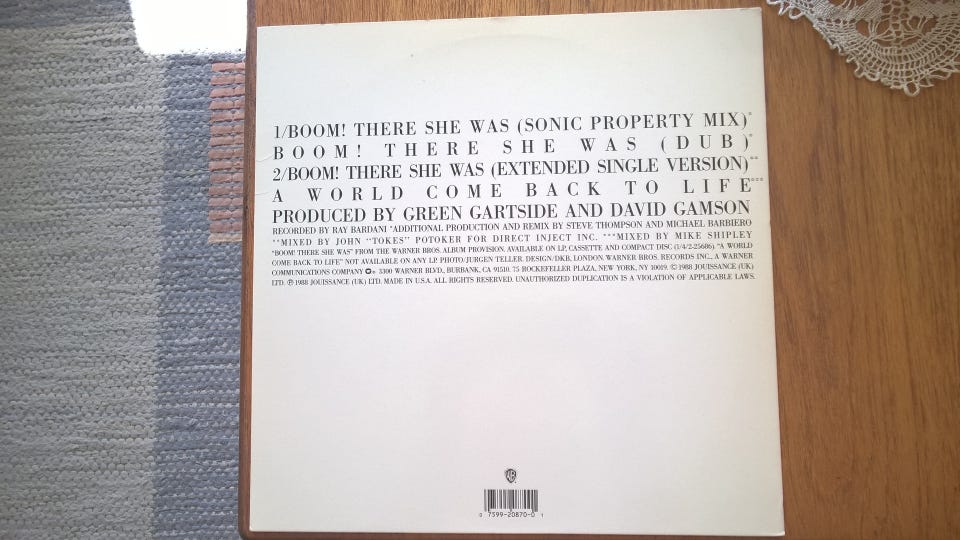 1/BOOM! THERE SHE WAS (SONIC PROPERTY MIX)*
BOOM! THERE SHE WAS (DUB)*
2/BOOM! THERE SHE WAS (EXTENDED SINGLE VERSION)**
A WORLD COME BACK TO LIFE***
PRODUCED BY GREEN GARTSIDE AND DAVID GAMSON
RECORDED BY RAY BARDANI *ADDITIONAL PRODUCTION AND REMIX BY STEVE THOMPSON AND MICHAEL BARBIERO
**MIXED BY JOHN "TOKES" POTOKER FOR DIRECT INJECT INC. ***MIXED BY MIKE SHIPLEY
"BOOM! THERE SHE WAS" FROM THE WARNER BROS. ALBUM PROVISION. AVAILABLE ON LP, CASSETTE AND COMPACT DISC (1/4/2-25686). "A WORLD
COME BACK TO LIFE" NOT AVAILABLE ON ANY LP. PHOTO/JURGEN TELLER. DESIGN/DKB, LONDON. WARNER BROS. RECORDS INC., A WARNER
COMMUNICATIONS COMPANY 3300 WARNER BLVD., BURBANK, CA 91510. 75 ROCKEFELLER PLAZA, NEW YORK, NY 10019. © 1988 JOUISSANCE (UK)
LTD. ℗ 1988 JOUISSANCE (UK) LTD. MADE IN U.S.A. ALL RIGHTS RESERVED. UNAUTHORIZED DUPLICATION IS A VIOLATION OF APPLICABLE LAWS.
0 7599-20870-0 1